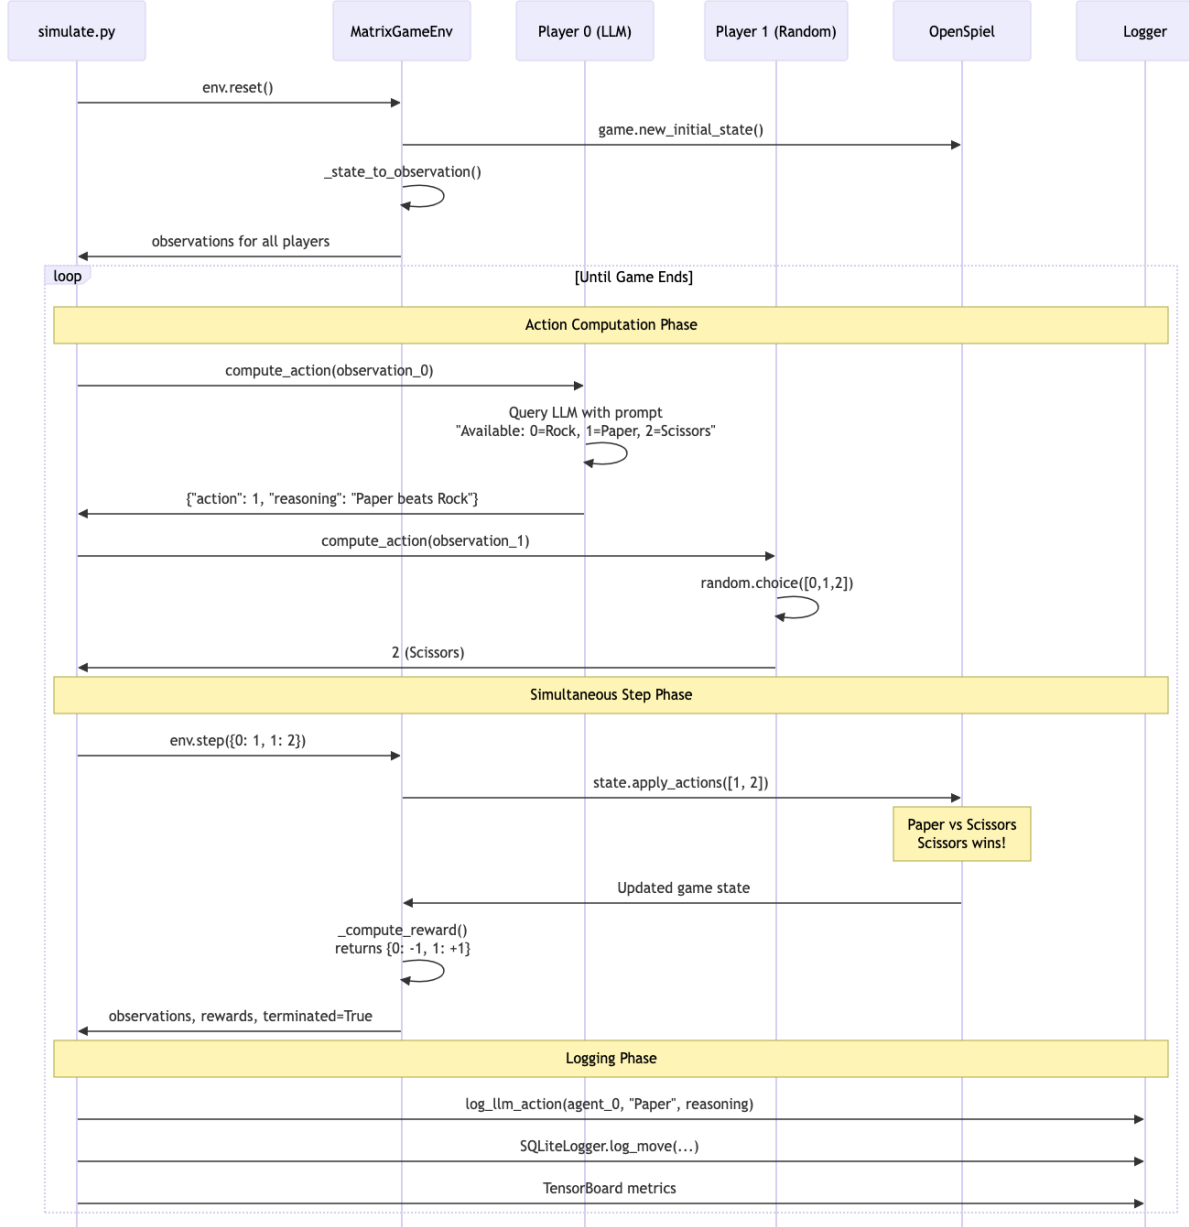 simulate.py
MatrixGameEnv
Player 0 (LLM)
Player 1 (Random)
OpenSpiel
Logger
env.reset()
game.new_initial_state()
_state_to_observation()
observations for all players
loop
[Until Game Ends]
Action Computation Phase
compute_action(observation_0)
Query LLM with prompt
"Available: 0=Rock, 1=Paper, 2=Scissors"
{"action": 1, "reasoning": "Paper beats Rock"}
compute_action(observation_1)
random.choice([0,1,2])
2 (Scissors)
Simultaneous Step Phase
env.step({0: 1, 1: 2})
state.apply_actions([1, 2])
Paper vs Scissors
Scissors wins!
Updated game state
_compute_reward()
returns {0: -1, 1: +1}
observations, rewards, terminated=True
Logging Phase
log_llm_action(agent_0, "Paper", reasoning)
SQLiteLogger.log_move(...)
TensorBoard metrics